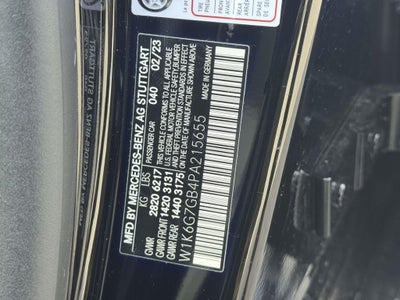 MFD BY MERCEDES-BENZ AG STUTTGART
PASSENGER CAR 040 02/23
KG LBS
GVWR 2820 6217
GAWR 1420 3131
GAWR 1440 3175
THIS VEHICLE CONFORMS TO ALL APPLICABLE
U.S. FEDERAL MOTOR VEHICLE SAFETY/BUMPER
AND THEFT PREVENTION STANDARDS IN EFFECT
ON THE DATE OF MANUFACTURE SHOWN ABOVE
MADE IN GERMANY
W1K6G7GB4PA215655